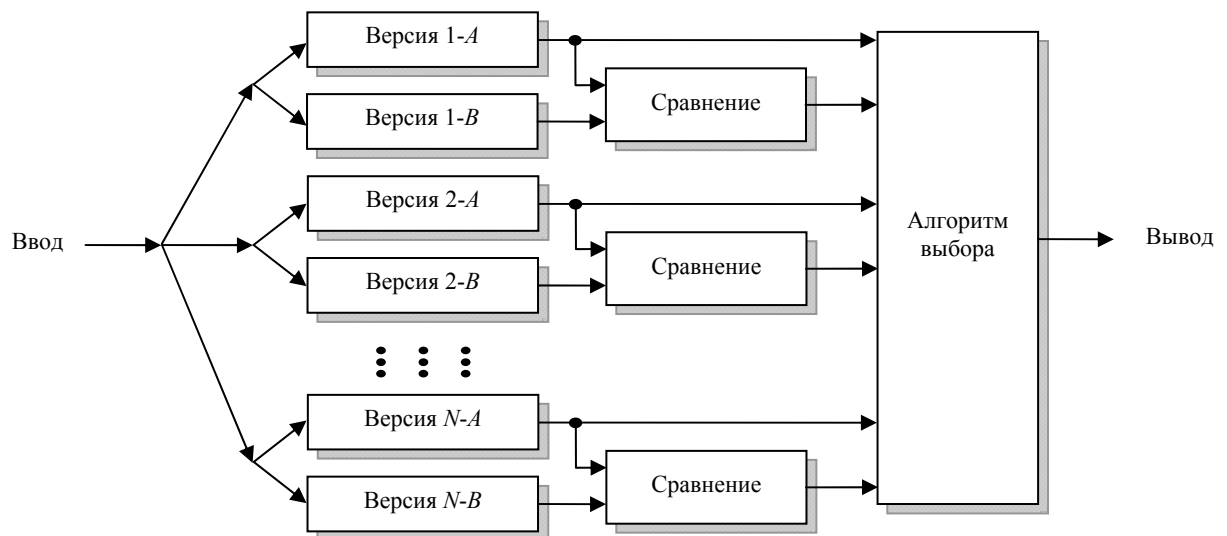 Версия 1-A
Сравнение
Версия 1-B
Версия 2-A
Ввод
Алгоритм
выбора
Вывод
Сравнение
Версия 2-B
Версия N-A
Сравнение
Версия N-B